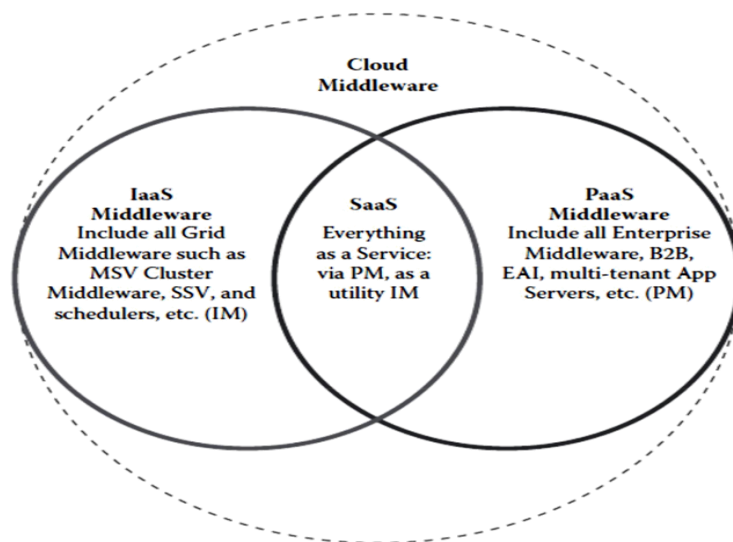 Cloud
Middleware
IaaS
Middleware
Include all Grid
Middleware such as
MSV Cluster
Middleware, SSV, and
schedulers, etc. (IM)
SaaS
Everything
as a Service:
via PM, as a
utility IM
PaaS
Middleware
Include all Enterprise
Middleware, B2B,
EAI, multi-tenant App
Servers, etc. (PM)